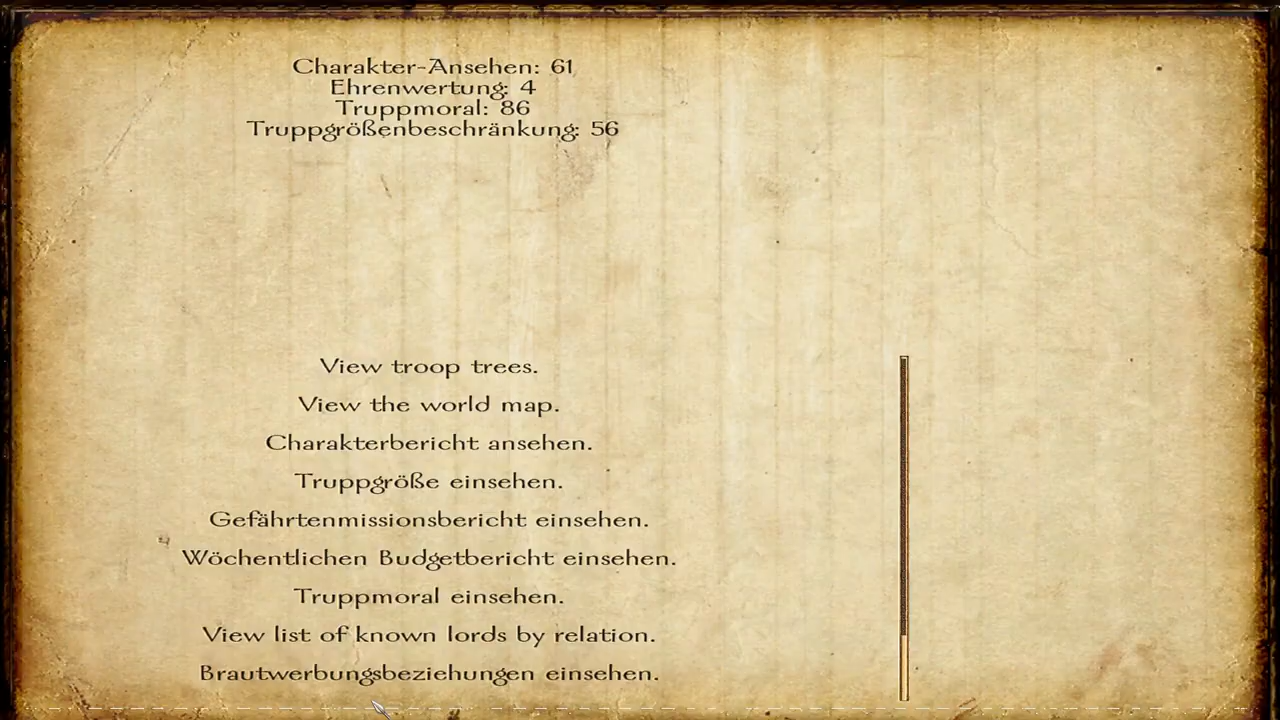 Charakter-Ansehen: 61
Ehrenwertung: 4
Truppmoral: 86
Truppgrößenbeschränkung: 56
View troop trees.
View the world map.
Charakterbericht ansehen.
Truppgröße einsehen.
Gefährtenmissionsbericht einsehen.
Wöchentlichen Budgetbericht einsehen.
Truppmoral einsehen.
View list of known lords by relation.
Brautwerbungsbeziehungen einsehen.